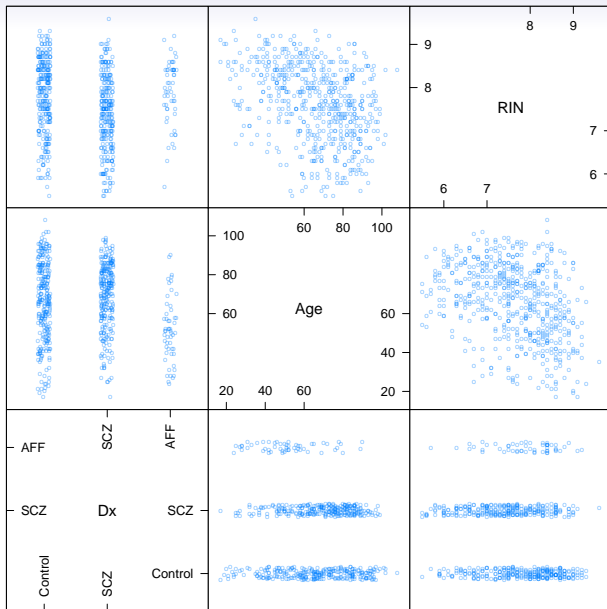 8 9
9
8
RIN
7
6
6 7
60 80 100
100
80
60
Age
60
40
20
20 40 60
AFF
SCZ
AFF
SCZ
Dx
SCZ
Control
SCZ
Control